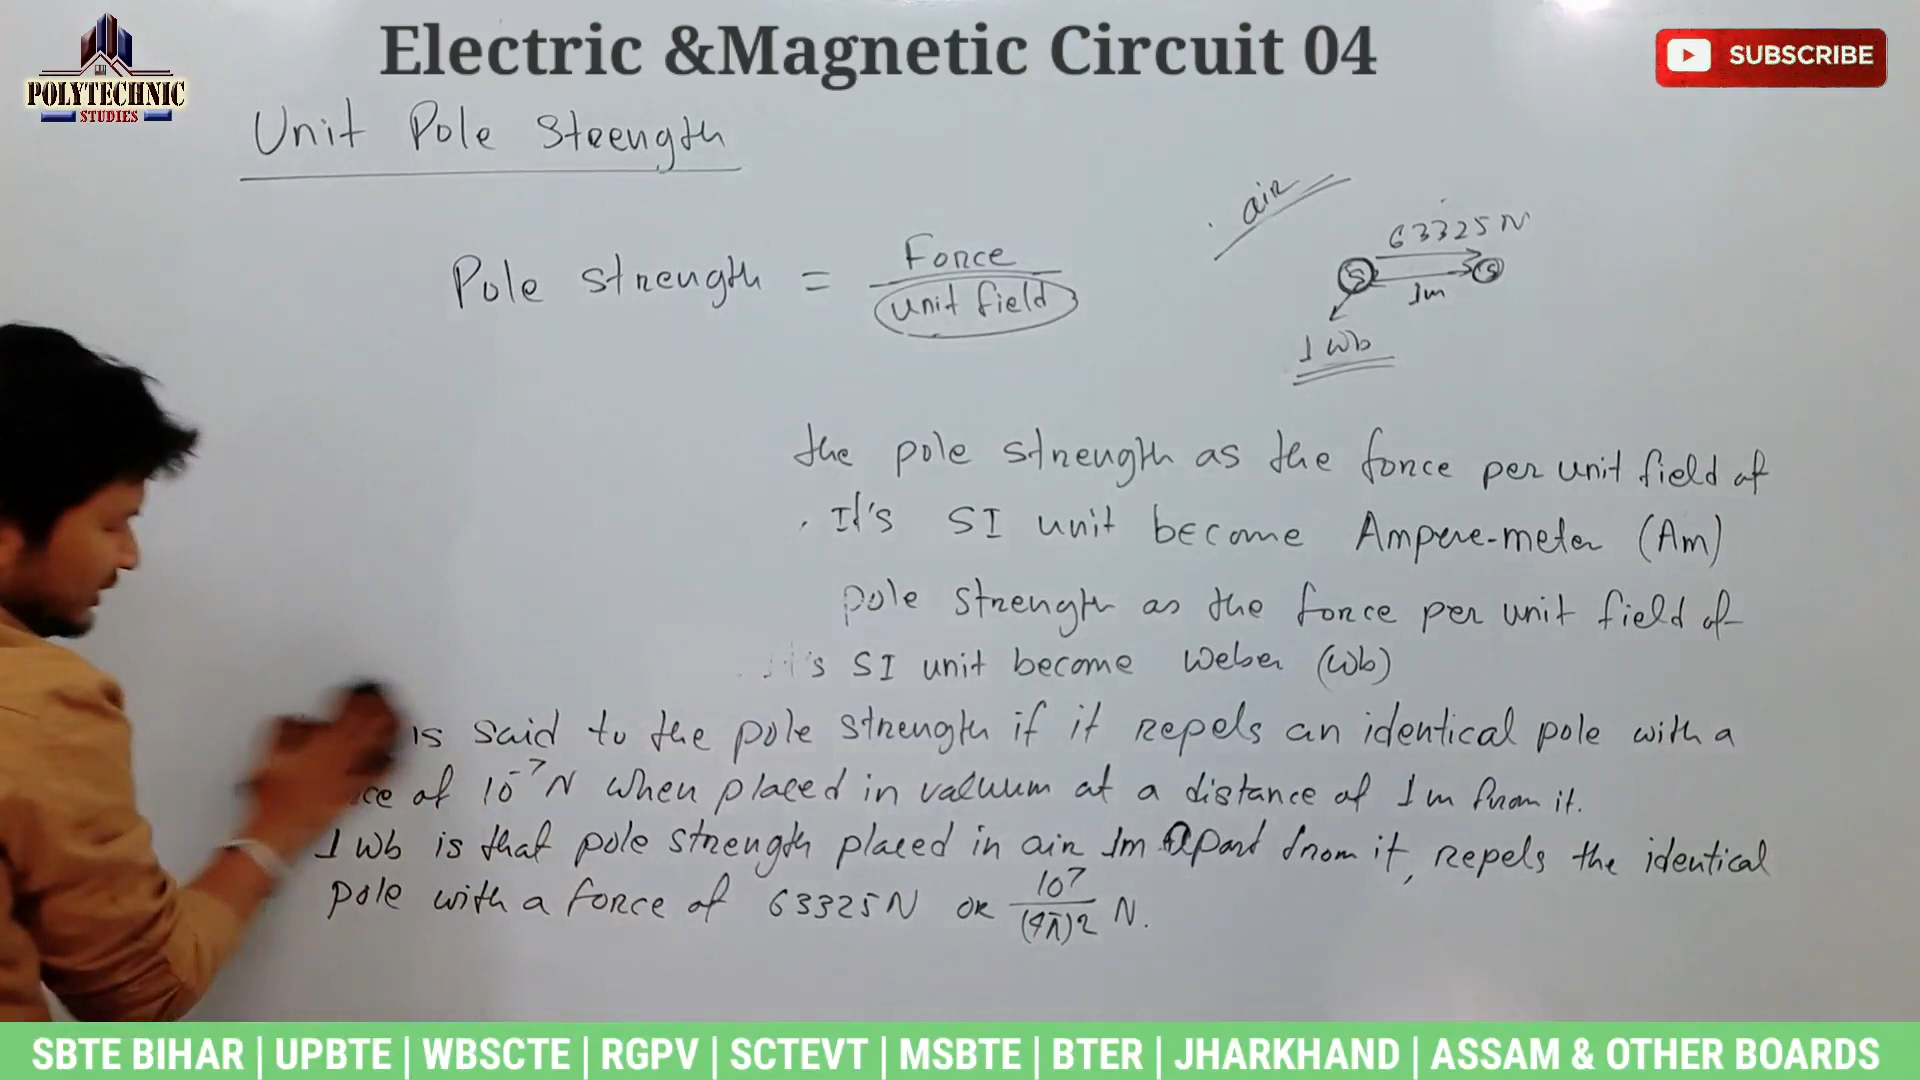 Electric &Magnetic Circuit 04
POLYTECHNIC
STUDIES
SUBSCRIBE
Unit Pole Strength
air
63325 N
S S
1m
1 Wb
Pole strength = Force / unit field
the pole strength as the force per unit field of
. It's SI unit become Ampere-meter (Am)
pole strength as the force per unit field of
's SI unit become Weber (Wb)
is said to the pole strength if it repels an identical pole with a
ce of 10⁻⁷ N when placed in vacuum at a distance of 1m from it.
1 Wb is that pole strength placed in air 1m apart from it, repels the identical
pole with a force of 63325N or 10⁷/(4π)2 N.
SBTE BIHAR | UPBTE | WBSCTE | RGPV | SCTEVT | MSBTE | BTER | JHARKHAND | ASSAM & OTHER BOARDS